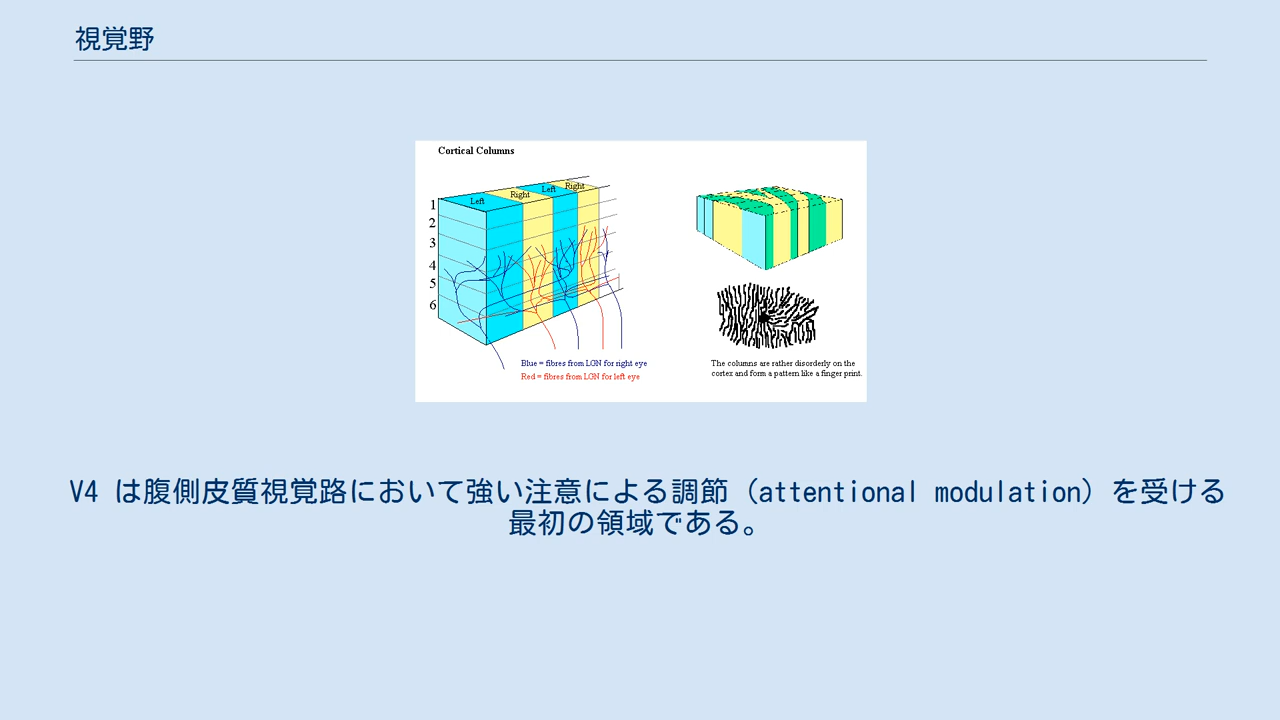 視覚野
Cortical Columns
Left
Right
Left
Right
1
2
3
4
5
6
Blue = fibres from LGN for right eye
Red = fibres from LGN for left eye
The columns are rather disorderly on the
cortex and form a pattern like a finger print.
V4 は腹側皮質視覚路において強い注意による調節（attentional modulation）を受ける
最初の領域である。